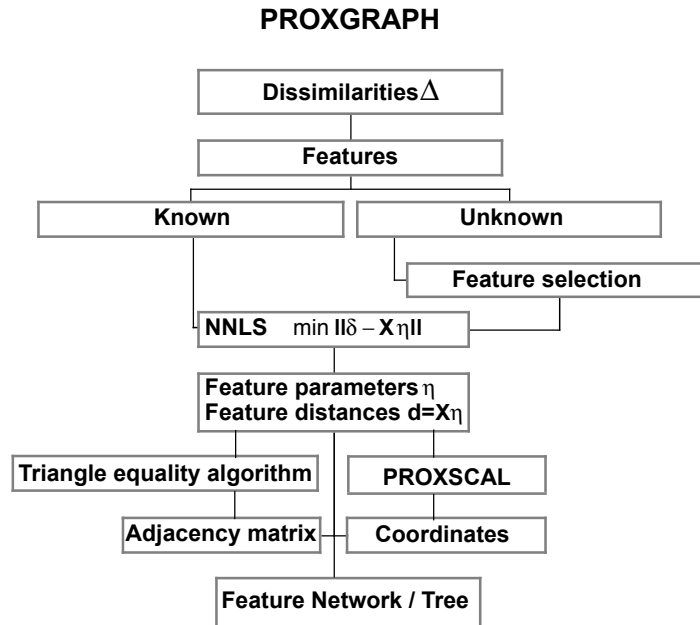 PROXGRAPH
Dissimilarities Δ
Features
Known
Unknown
Feature selection
NNLS min ||δ – X η||
Feature parameters η
Feature distances d=Xη
Triangle equality algorithm
PROXSCAL
Adjacency matrix
Coordinates
Feature Network / Tree